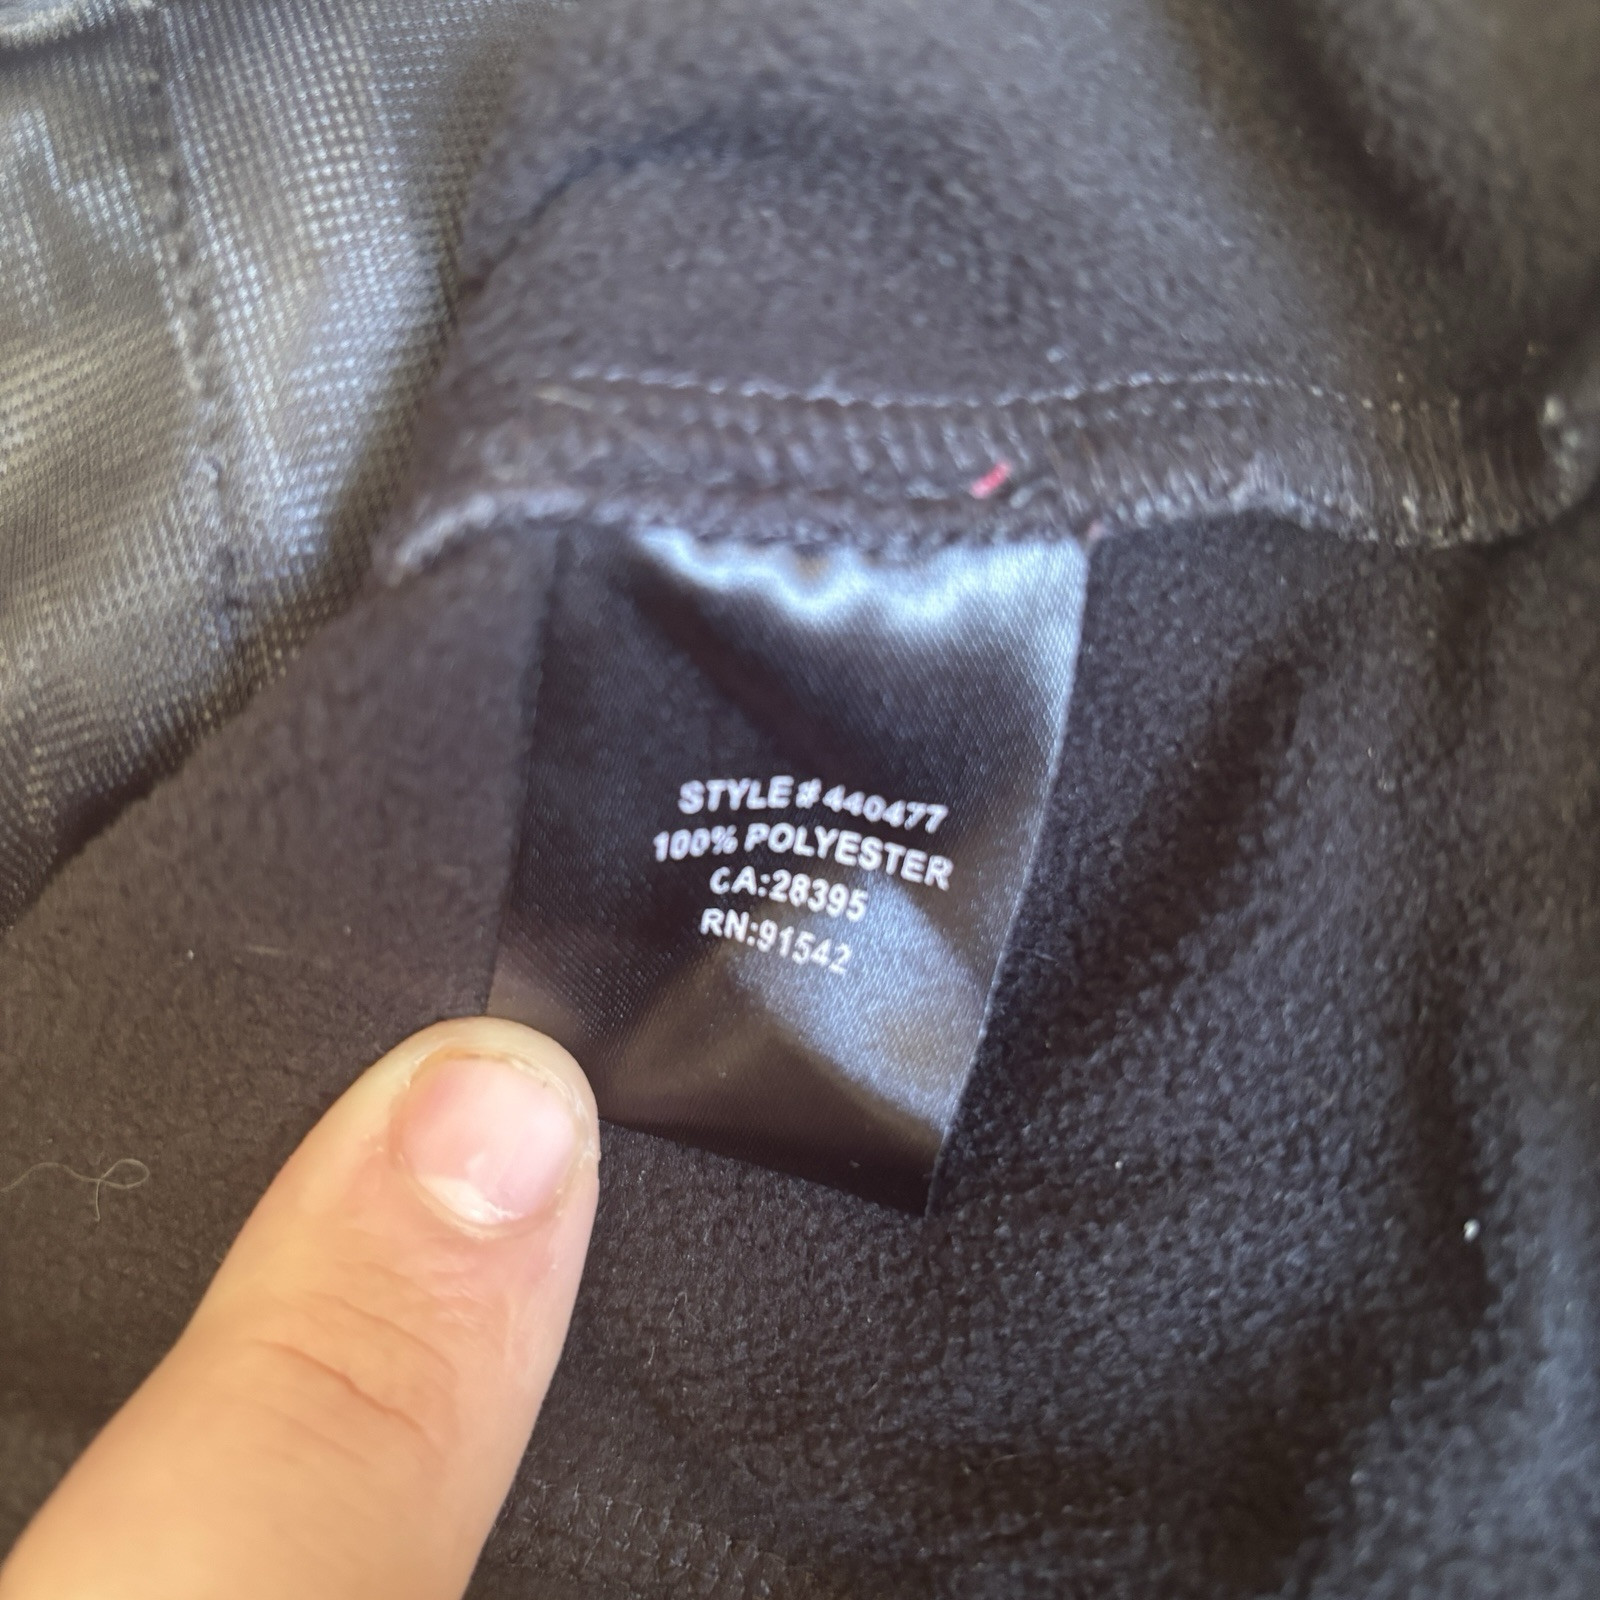 STYLE# 440477
100% POLYESTER
CA:28395
RN:91542